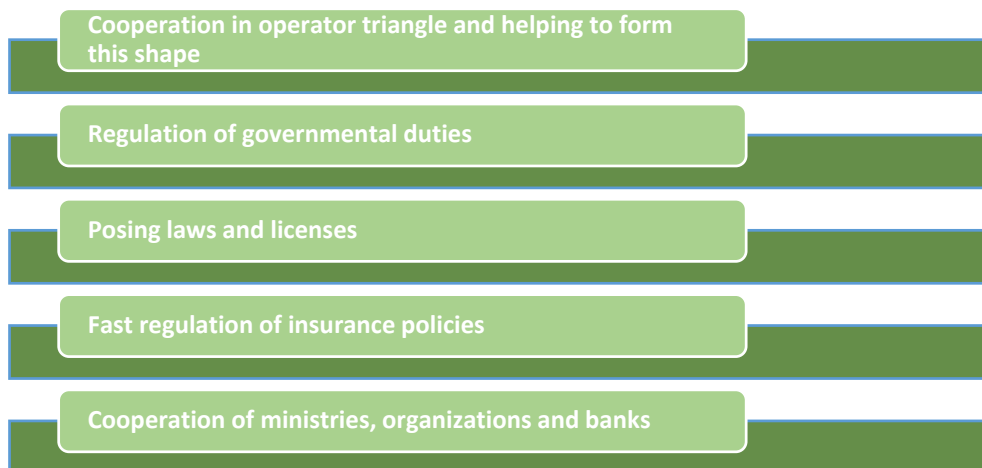 Cooperation in operator triangle and helping to form
this shape
Regulation of governmental duties
Posing laws and licenses
Fast regulation of insurance policies
Cooperation of ministries, organizations and banks